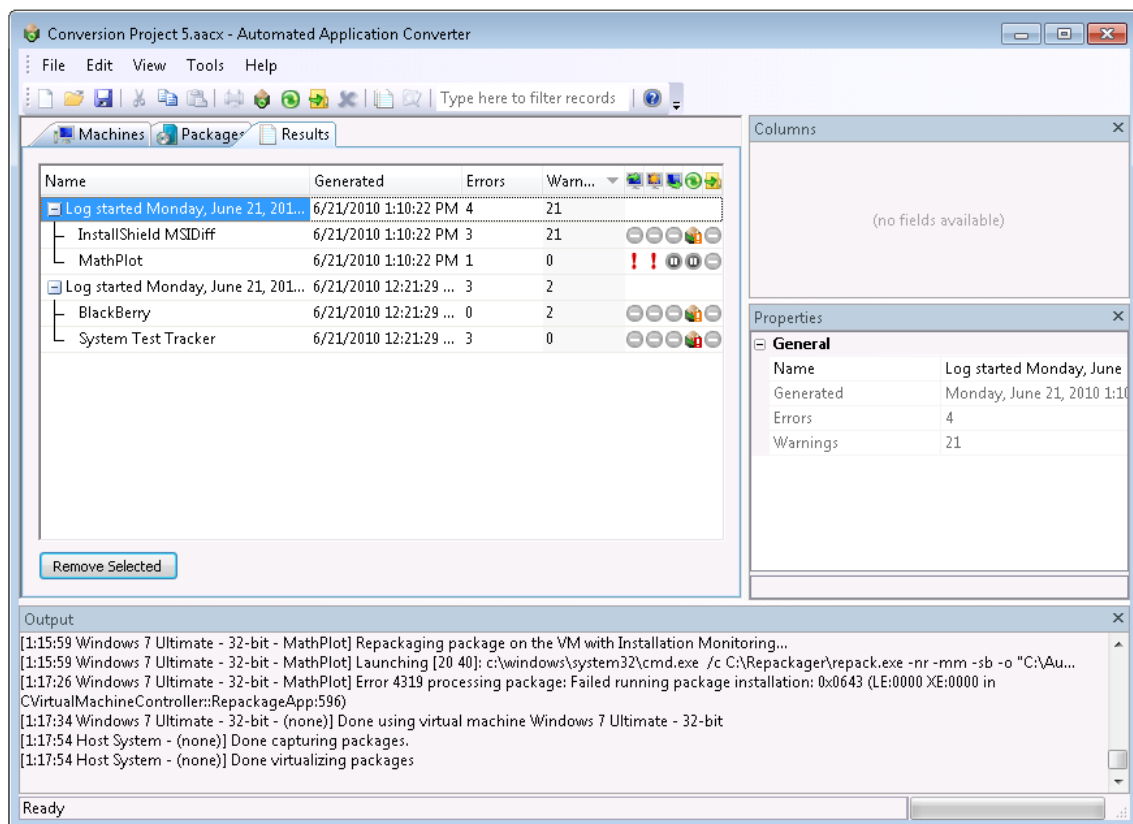 Conversion Project 5.aacx - Automated Application Converter
File Edit View Tools Help
Type here to filter records
Machines Packages Results
Name Generated Errors Warn...
Log started Monday, June 21, 201... 6/21/2010 1:10:22 PM 4 21
InstallShield MSIDiff 6/21/2010 1:10:22 PM 3 21
MathPlot 6/21/2010 1:10:22 PM 1 0
Log started Monday, June 21, 201... 6/21/2010 12:21:29 ... 3 2
BlackBerry 6/21/2010 12:21:29 ... 0 2
System Test Tracker 6/21/2010 12:21:29 ... 3 0
Remove Selected
Columns
(no fields available)
Properties
General
Name Log started Monday, June
Generated Monday, June 21, 2010 1:10
Errors 4
Warnings 21
Output
[1:15:59 Windows 7 Ultimate - 32-bit - MathPlot] Repackaging package on the VM with Installation Monitoring...
[1:15:59 Windows 7 Ultimate - 32-bit - MathPlot] Launching [20 40]: c:\windows\system32\cmd.exe /c C:\Repackager\repack.exe -nr -mm -sb -o "C:\Au...
[1:17:26 Windows 7 Ultimate - 32-bit - MathPlot] Error 4319 processing package: Failed running package installation: 0x0643 (LE:0000 XE:0000 in
CVirtualMachineController::RepackageApp:596)
[1:17:34 Windows 7 Ultimate - 32-bit - (none)] Done using virtual machine Windows 7 Ultimate - 32-bit
[1:17:54 Host System - (none)] Done capturing packages.
[1:17:54 Host System - (none)] Done virtualizing packages
Ready